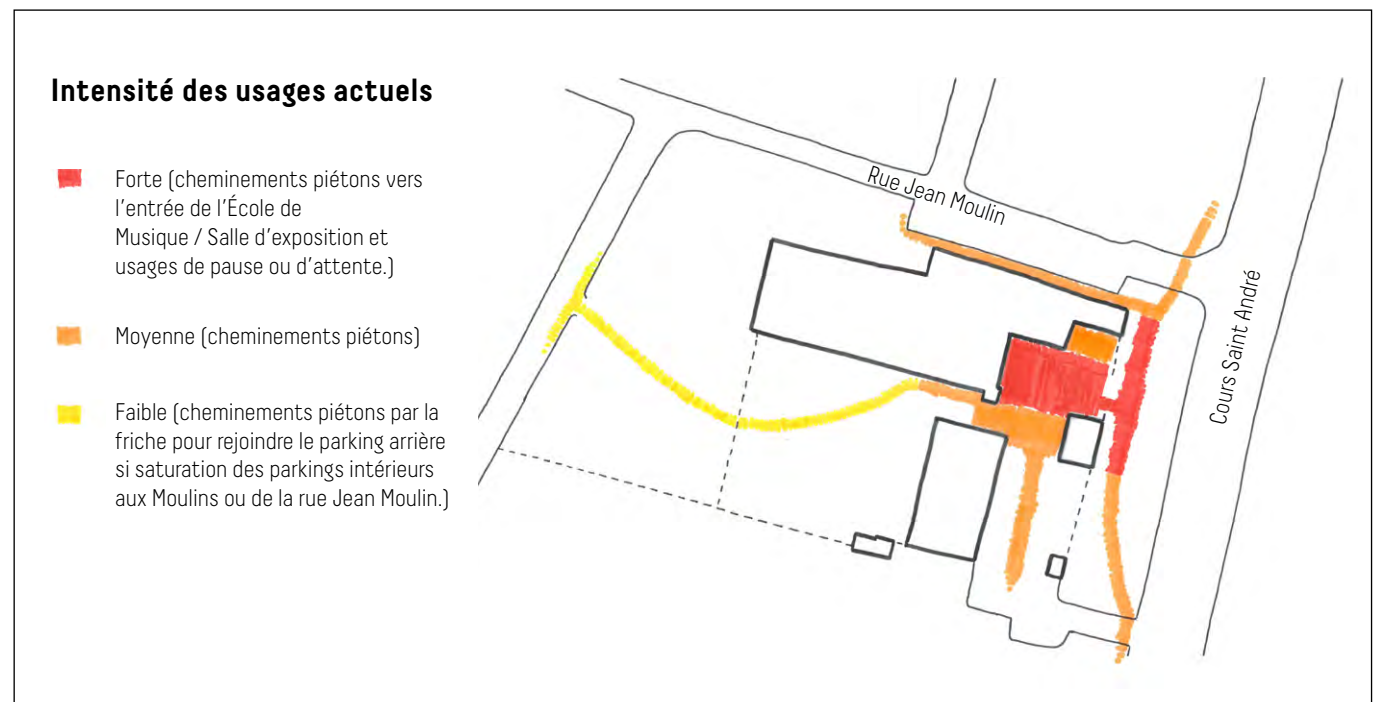 Intensité des usages actuels
Forte (cheminements piétons vers
l'entrée de l'École de
Musique / Salle d'exposition et
usages de pause ou d'attente.)
Moyenne (cheminements piétons)
Faible (cheminements piétons par la
friche pour rejoindre le parking arrière
si saturation des parkings intérieurs
aux Moulins ou de la rue Jean Moulin.)
Rue Jean Moulin
Cours Saint André